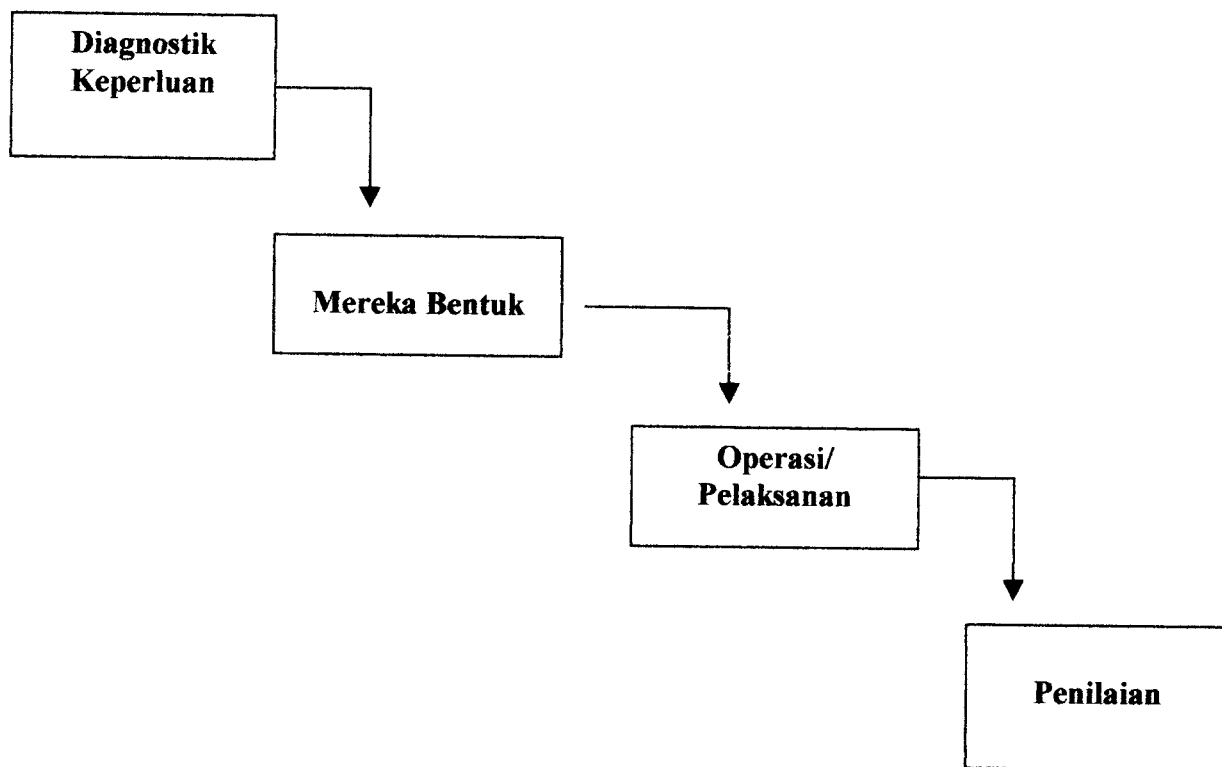 Diagnostik
Keperluan
Mereka Bentuk
Operasi/
Pelaksanan
Penilaian